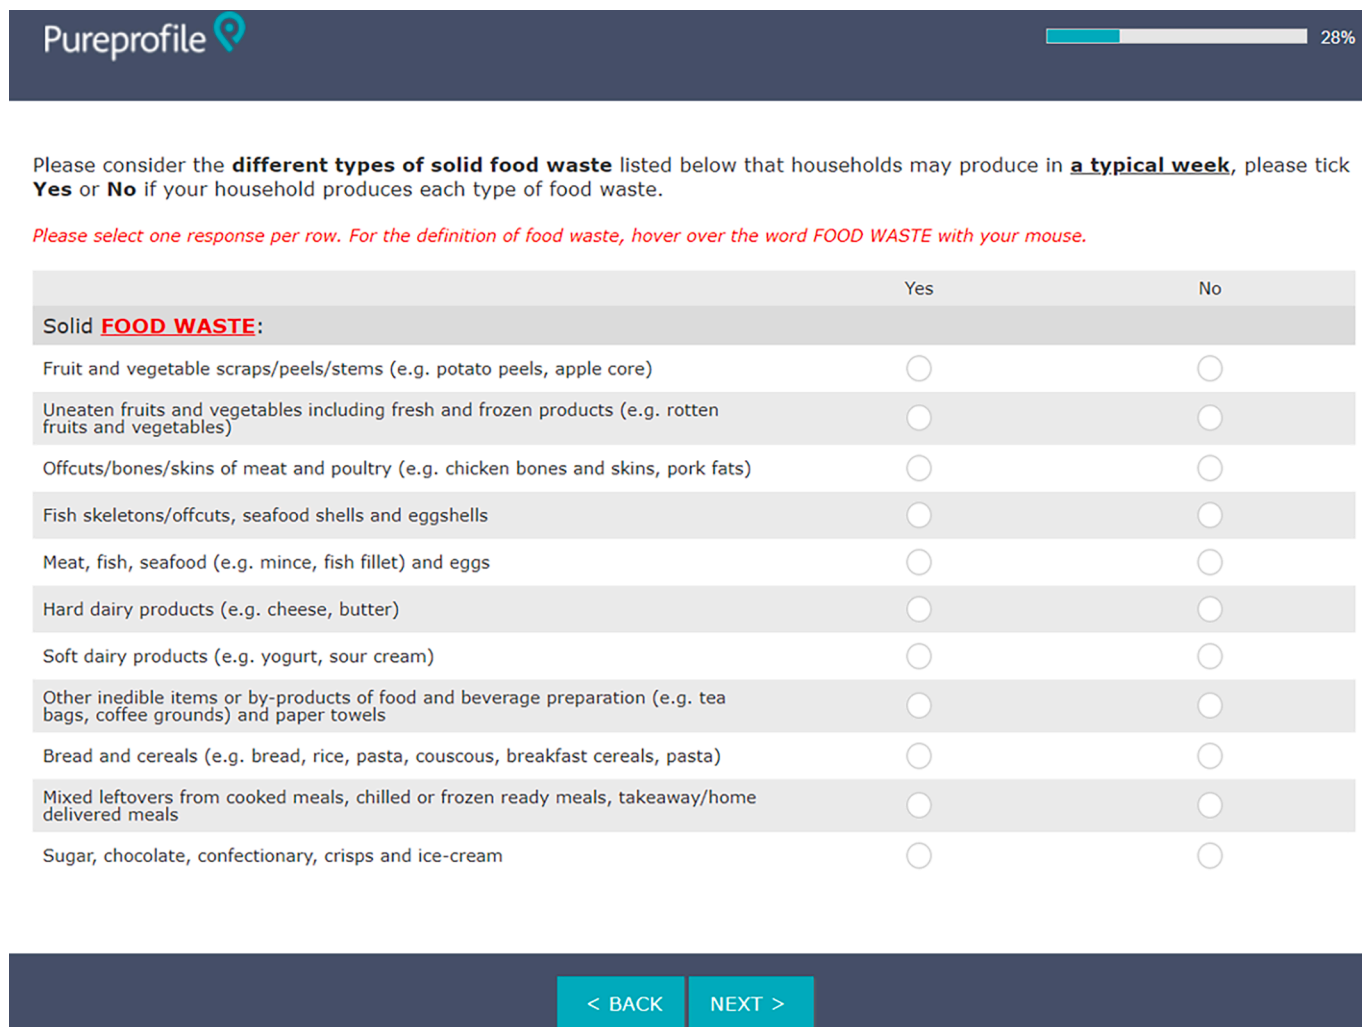 Pureprofile
28%
Please consider the different types of solid food waste listed below that households may produce in a typical week, please tick
Yes or No if your household produces each type of food waste.
Please select one response per row. For the definition of food waste, hover over the word FOOD WASTE with your mouse.
Yes No
Solid FOOD WASTE:
Fruit and vegetable scraps/peels/stems (e.g. potato peels, apple core)
Uneaten fruits and vegetables including fresh and frozen products (e.g. rotten
fruits and vegetables)
Offcuts/bones/skins of meat and poultry (e.g. chicken bones and skins, pork fats)
Fish skeletons/offcuts, seafood shells and eggshells
Meat, fish, seafood (e.g. mince, fish fillet) and eggs
Hard dairy products (e.g. cheese, butter)
Soft dairy products (e.g. yogurt, sour cream)
Other inedible items or by-products of food and beverage preparation (e.g. tea
bags, coffee grounds) and paper towels
Bread and cereals (e.g. bread, rice, pasta, couscous, breakfast cereals, pasta)
Mixed leftovers from cooked meals, chilled or frozen ready meals, takeaway/home
delivered meals
Sugar, chocolate, confectionary, crisps and ice-cream
< BACK NEXT >